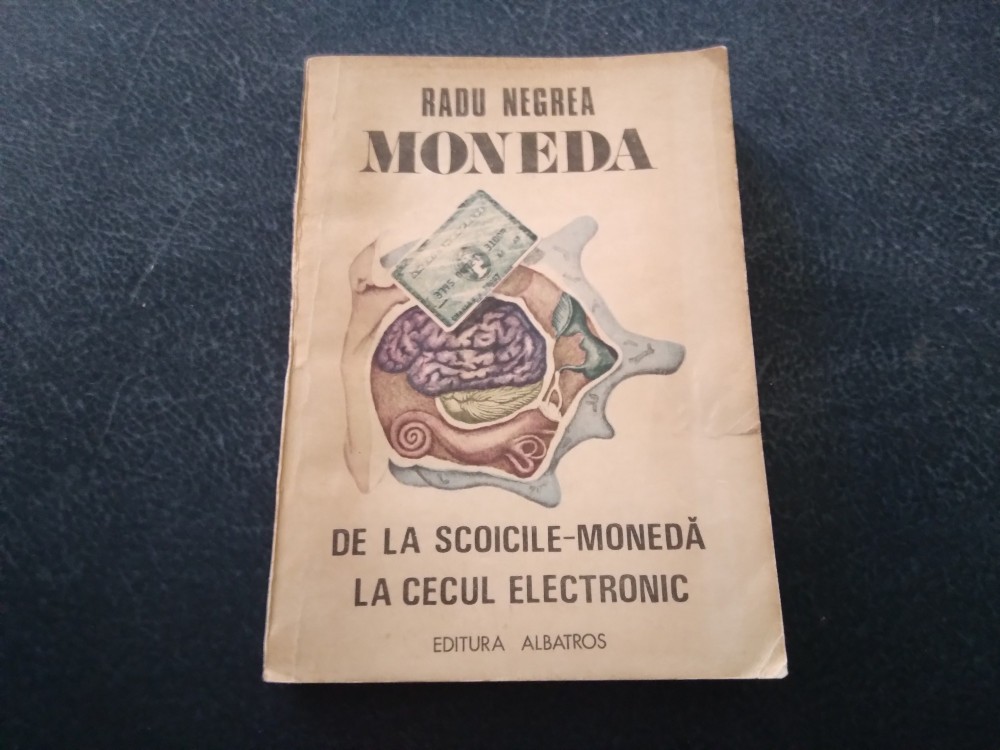 RADU NEGREA
MONEDA
DE LA SCOICILE-MONEDĂ
LA CECUL ELECTRONIC
EDITURA ALBATROS